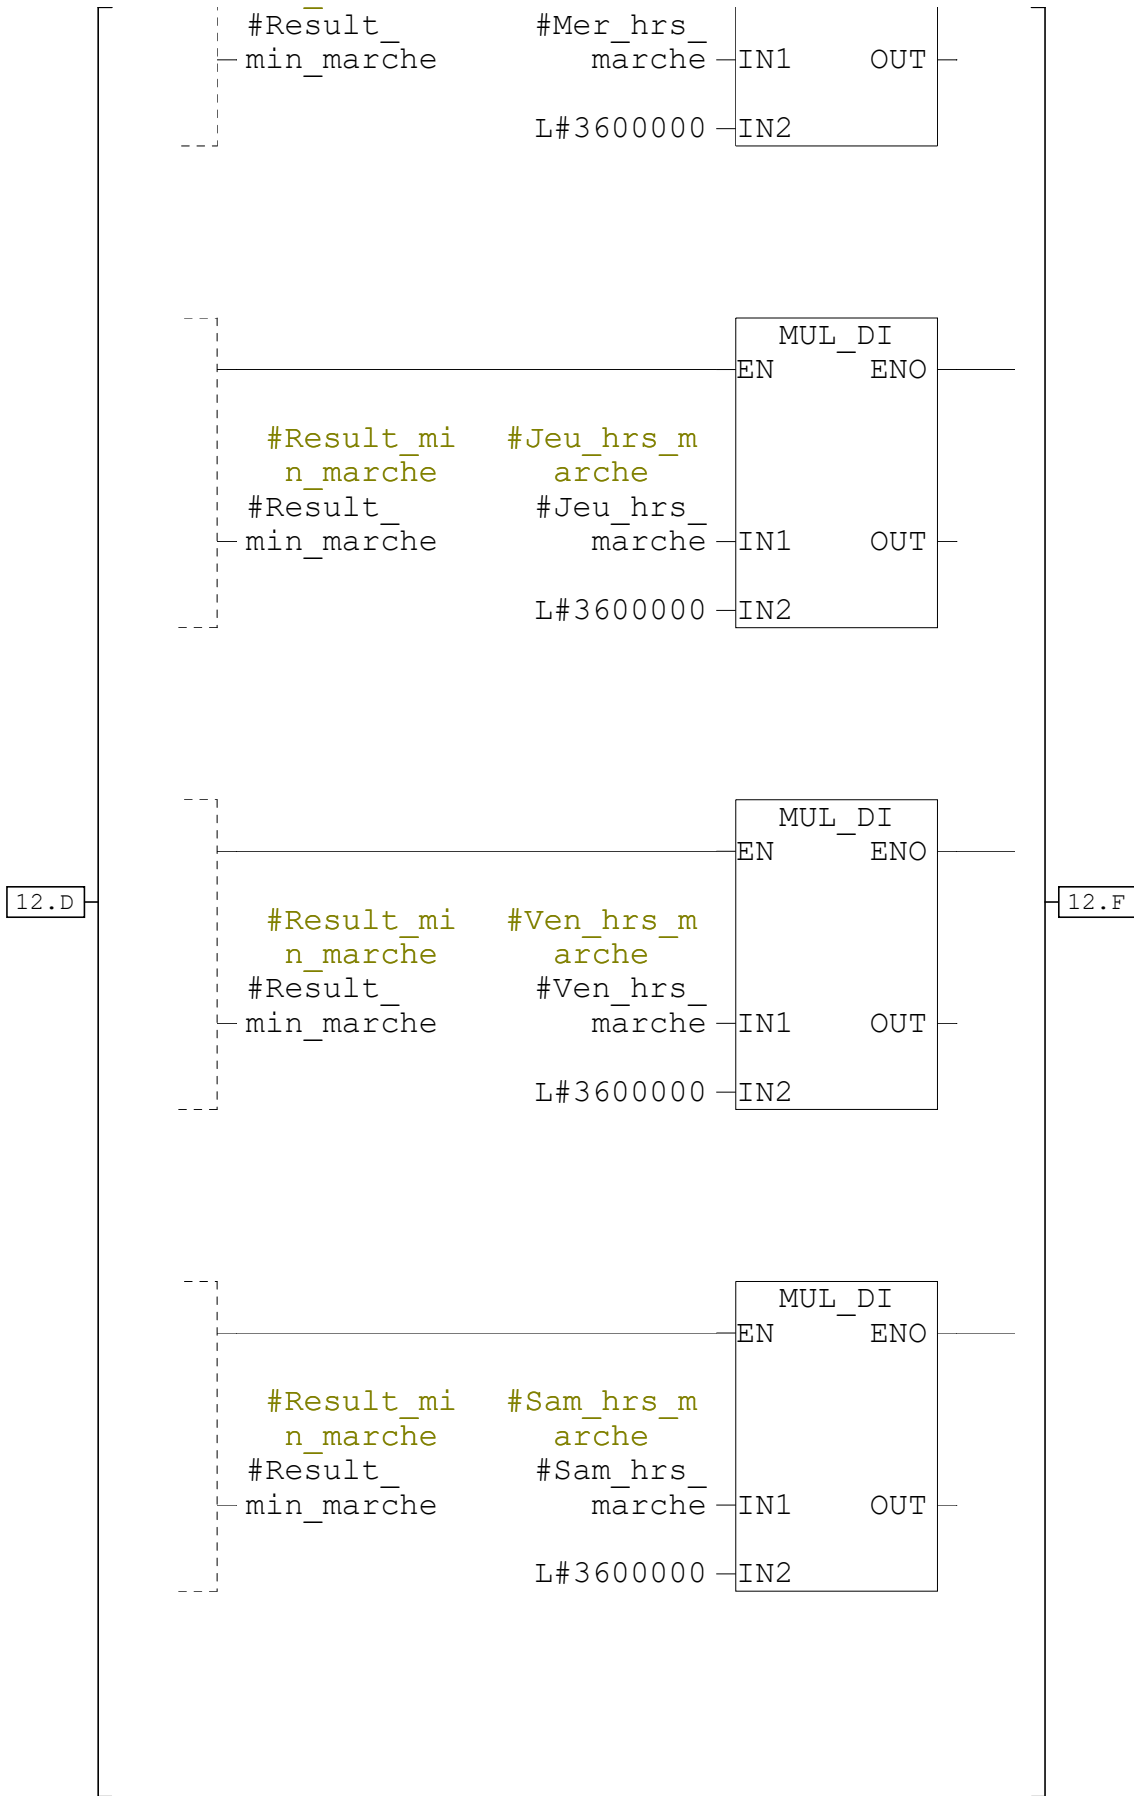 #Result_ #Mer_hrs_
min_marche marche IN1 OUT
L#3600000 IN2
MUL_DI
EN ENO
#Result_mi #Jeu_hrs_m
n_marche arche
#Result_ #Jeu_hrs_
min_marche marche IN1 OUT
L#3600000 IN2
MUL_DI
EN ENO
12.D 12.F
#Result_mi #Ven_hrs_m
n_marche arche
#Result_ #Ven_hrs_
min_marche marche IN1 OUT
L#3600000 IN2
MUL_DI
EN ENO
#Result_mi #Sam_hrs_m
n_marche arche
#Result_ #Sam_hrs_
min_marche marche IN1 OUT
L#3600000 IN2